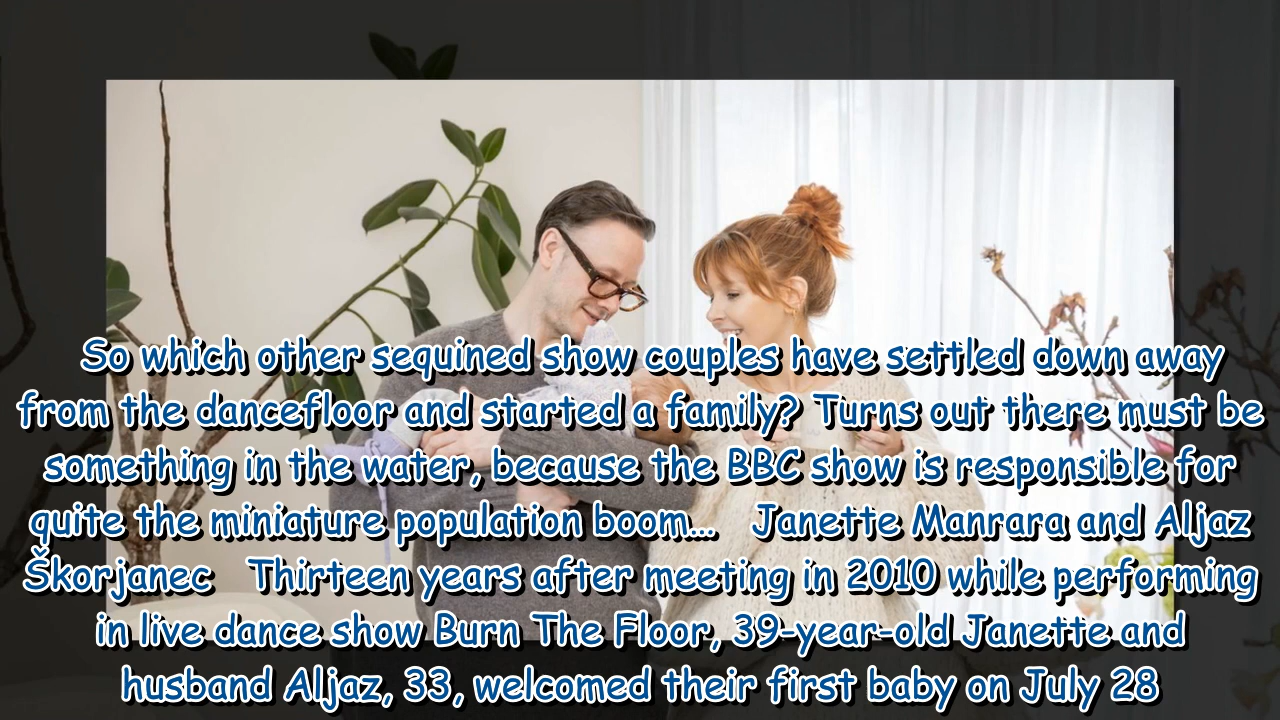 So which other sequined show couples have settled down away
from the dancefloor and started a family? Turns out there must be
something in the water, because the BBC show is responsible for
quite the miniature population boom... Janette Manrara and Aljaz
Škorjanec Thirteen years after meeting in 2010 while performing
in live dance show Burn The Floor, 39-year-old Janette and
husband Aljaz, 33, welcomed their first baby on July 28